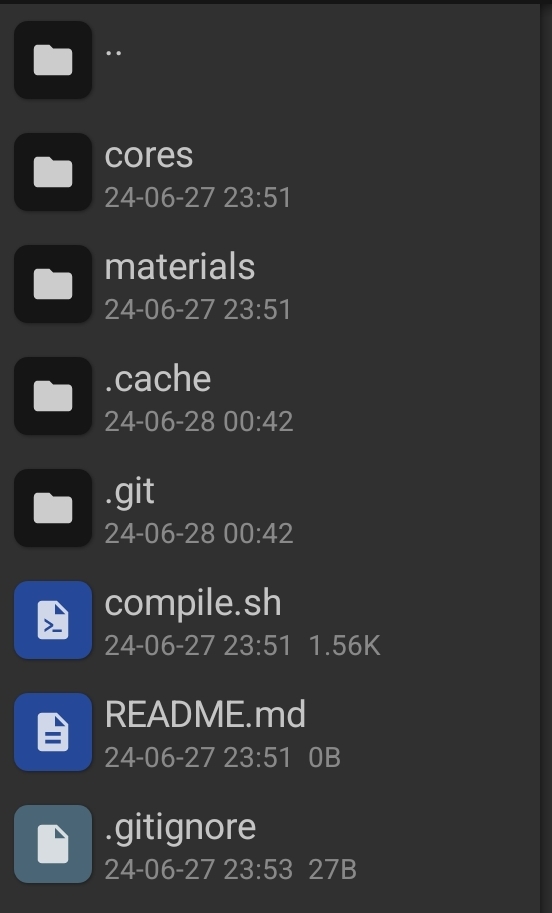 ..
cores
24-06-27 23:51
materials
24-06-27 23:51
.cache
24-06-28 00:42
.git
24-06-28 00:42
compile.sh
24-06-27 23:51 1.56K
README.md
24-06-27 23:51 0B
.gitignore
24-06-27 23:53 27B